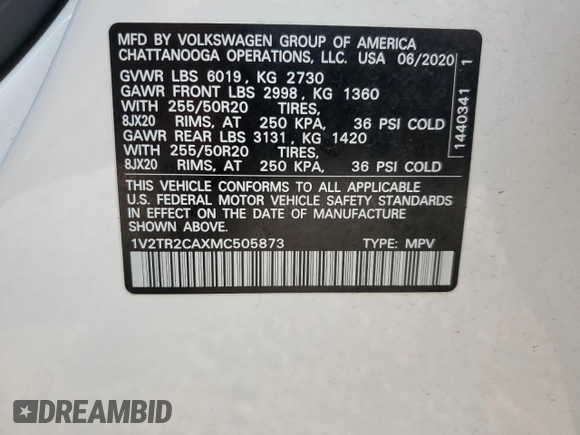 MFD BY VOLKSWAGEN GROUP OF AMERICA
CHATTANOOGA OPERATIONS, LLC. USA 06/2020
GVWR LBS 6019, KG 2730
GAWR FRONT LBS 2998, KG 1360
WITH 255/50R20 TIRES,
8JX20 RIMS, AT 250 KPA, 36 PSI COLD
GAWR REAR LBS 3131, KG 1420
WITH 255/50R20 TIRES,
8JX20 RIMS, AT 250 KPA, 36 PSI COLD
THIS VEHICLE CONFORMS TO ALL APPLICABLE
U.S. FEDERAL MOTOR VEHICLE SAFETY STANDARDS
IN EFFECT ON THE DATE OF MANUFACTURE
SHOWN ABOVE.
1V2TR2CAXMC505873 TYPE: MPV
1440341 1
DREAMBID